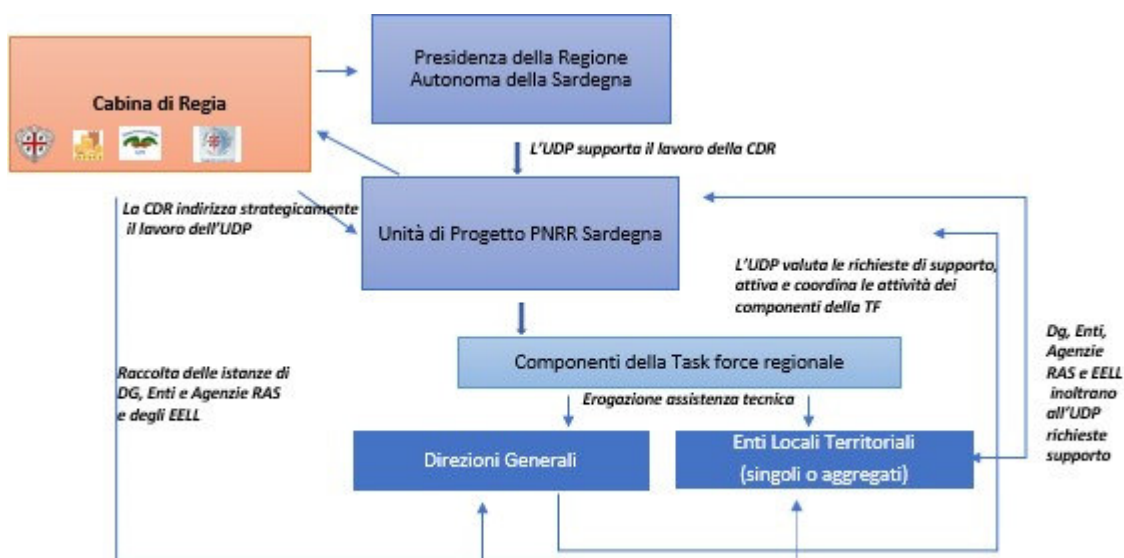 Presidenza della Regione
Autonoma della Sardegna
Cabina di Regia
L'UDP supporta il lavoro della CDR
La CDR indirizza strategicamente
il lavoro dell'UDP
Unità di Progetto PNRR Sardegna
L'UDP valuta le richieste di supporto,
attiva e coordina le attività dei
componenti della TF
Componenti della Task force regionale
Dg, Enti,
Agenzie
RAS e EELL
inoltrano
all'UDP
richieste
supporto
Raccolta delle istanze di
DG, Enti e Agenzie RAS
e degli EELL
Erogazione assistenza tecnica
Direzioni Generali
Enti Locali Territoriali
(singoli o aggregati)